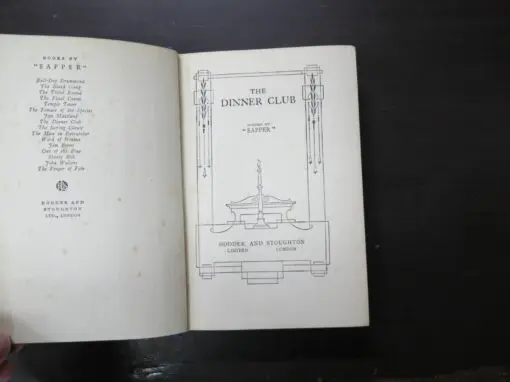 BOOKS BY
"SAPPER"
Bull-Dog Drummond
The Black Gang
The Third Round
The Final Count
Temple Tower
The Female of the Species
Jim Maitland
The Dinner Club
The Saving Clause
The Man in Ratcatcher
Word of Honour
Jim Brent
Out of the Blue
Shorty Bill
John Walters
The Finger of Fate
HODDER AND
STOUGHTON
LTD., LONDON
THE
DINNER CLUB
"SAPPER"
HODDER AND STOUGHTON
LIMITED LONDON